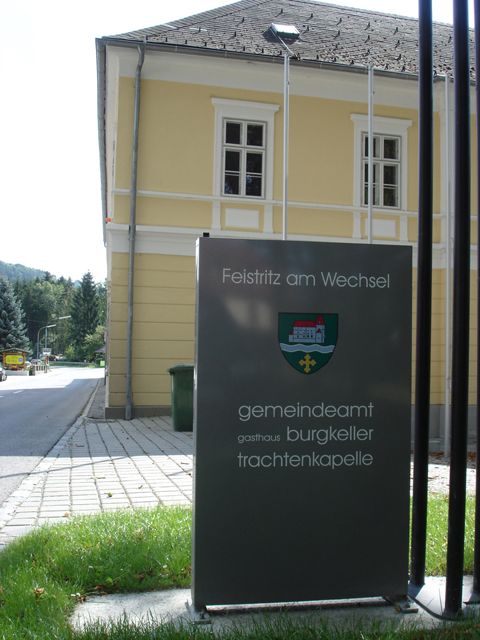 Feistritz am Wechsel
gemeindeamt
gasthaus burgkeller
trachtenkapelle